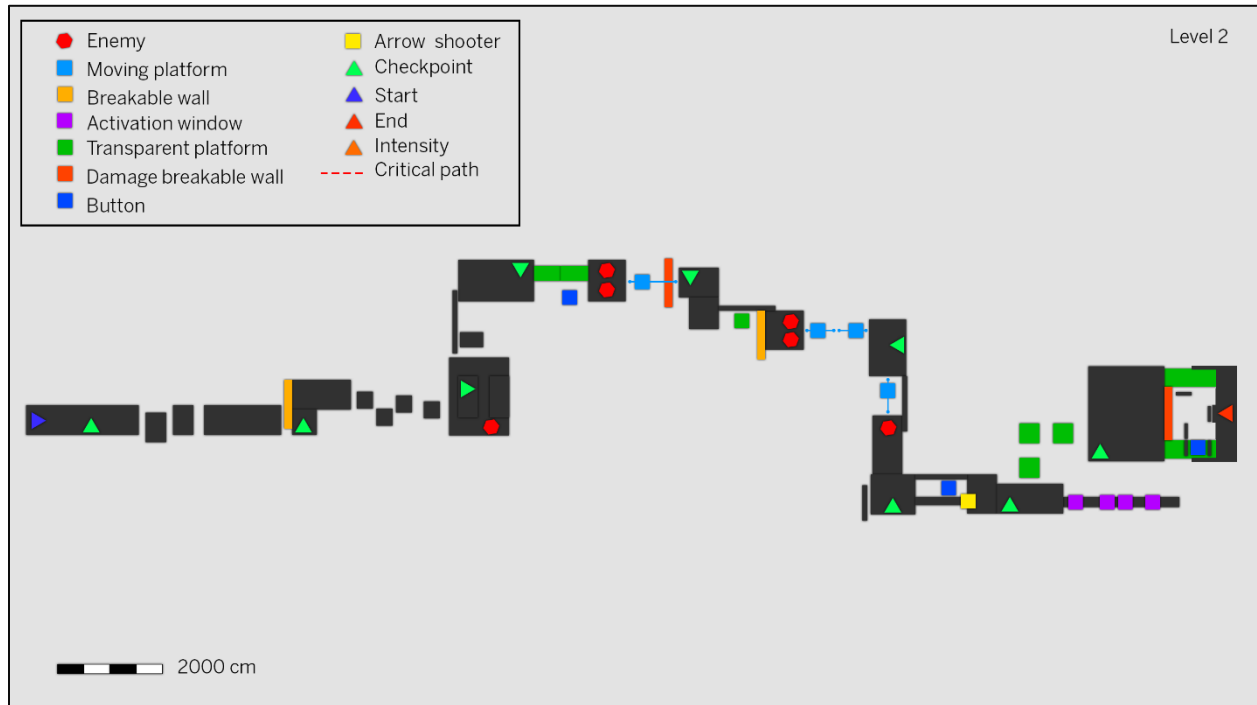 Level 2
Enemy
Moving platform
Breakable wall
Activation window
Transparent platform
Damage breakable wall
Button
Arrow shooter
Checkpoint
Start
End
Intensity
Critical path
2000 cm